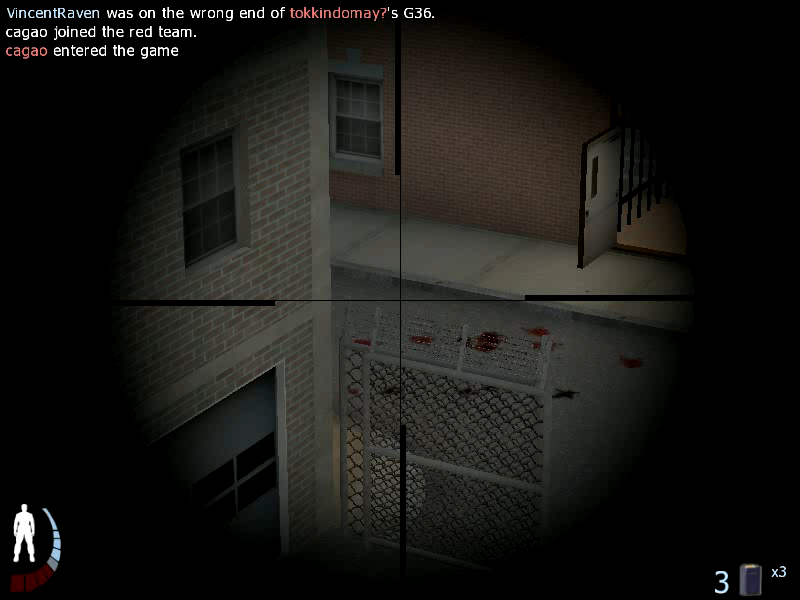 VincentRaven was on the wrong end of tokkindomay?'s G36.
cagao joined the red team.
cagao entered the game
3 x3